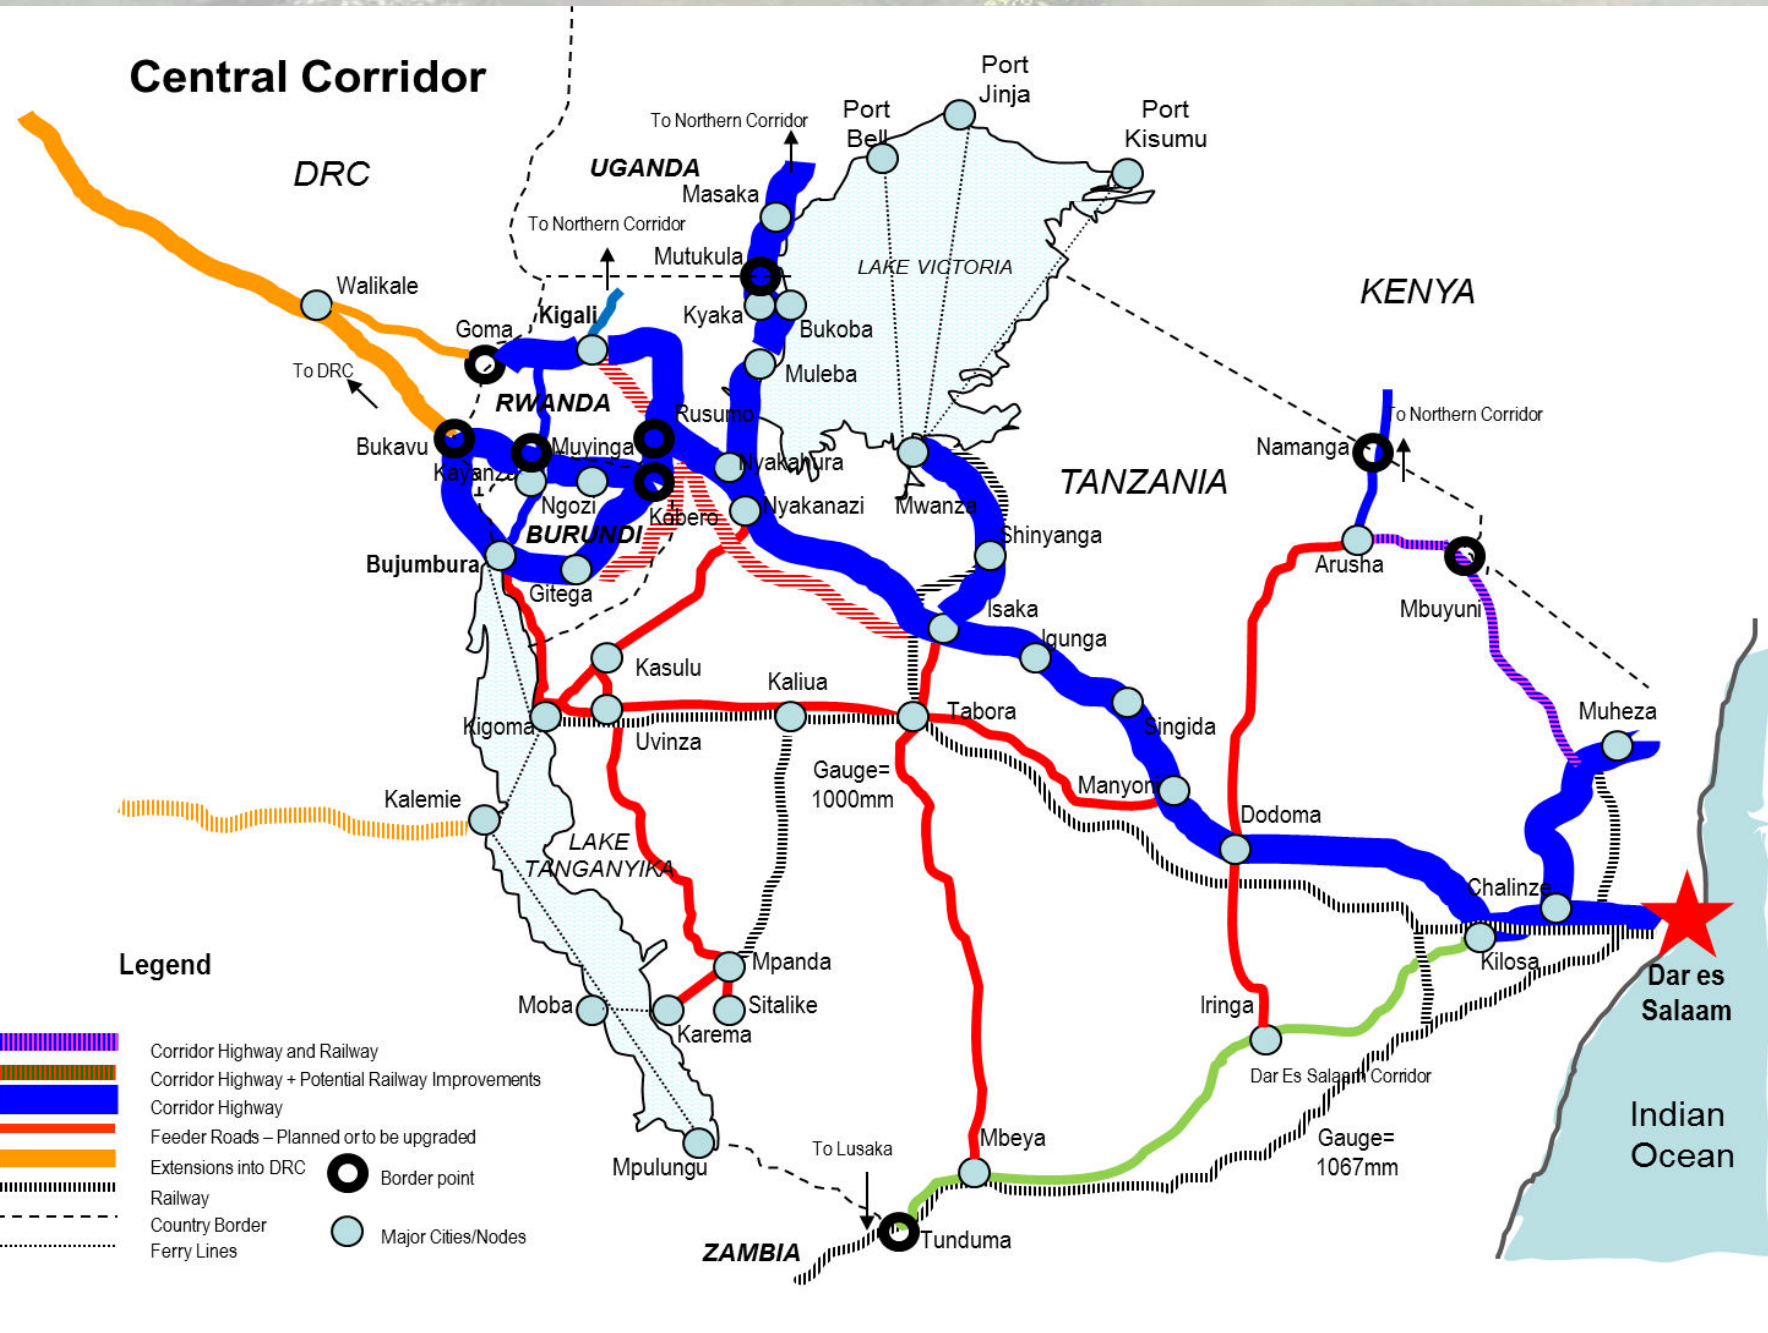 Central Corridor
Port
Jinja
Port
Bell
Port
Kisumu
To Northern Corridor
DRC
UGANDA
Masaka
To Northern Corridor
Mutukula
LAKE VICTORIA
KENYA
Walikale
Kigali
Kyaka
Bukoba
Goma
To DRC
Muleba
RWANDA
Rusumo
To Northern Corridor
Bukavu
Muyinga
Namanga
Kayanza
Nyakahura
TANZANIA
Ngozi
Kobero
Nyakanazi
Mwanza
BURUNDI
Shinyanga
Bujumbura
Arusha
Gitega
Mbuyuni
Isaka
Igunga
Kasulu
Kaliua
Kigoma
Uvinza
Tabora
Singida
Muheza
Gauge=
1000mm
Manyoni
Kalemie
Dodoma
LAKE
TANGANYIKA
Chalinze
Legend
Mpanda
Kilosa
Dar es
Salaam
Moba
Karema
Sitalike
Iringa
Corridor Highway and Railway
Corridor Highway + Potential Railway Improvements
Corridor Highway
Feeder Roads – Planned or to be upgraded
Extensions into DRC
Railway
Country Border
Ferry Lines
Border point
Major Cities/Nodes
Dar Es Salaam Corridor
Indian
Ocean
Mpulungu
To Lusaka
Mbeya
Gauge=
1067mm
ZAMBIA
Tunduma